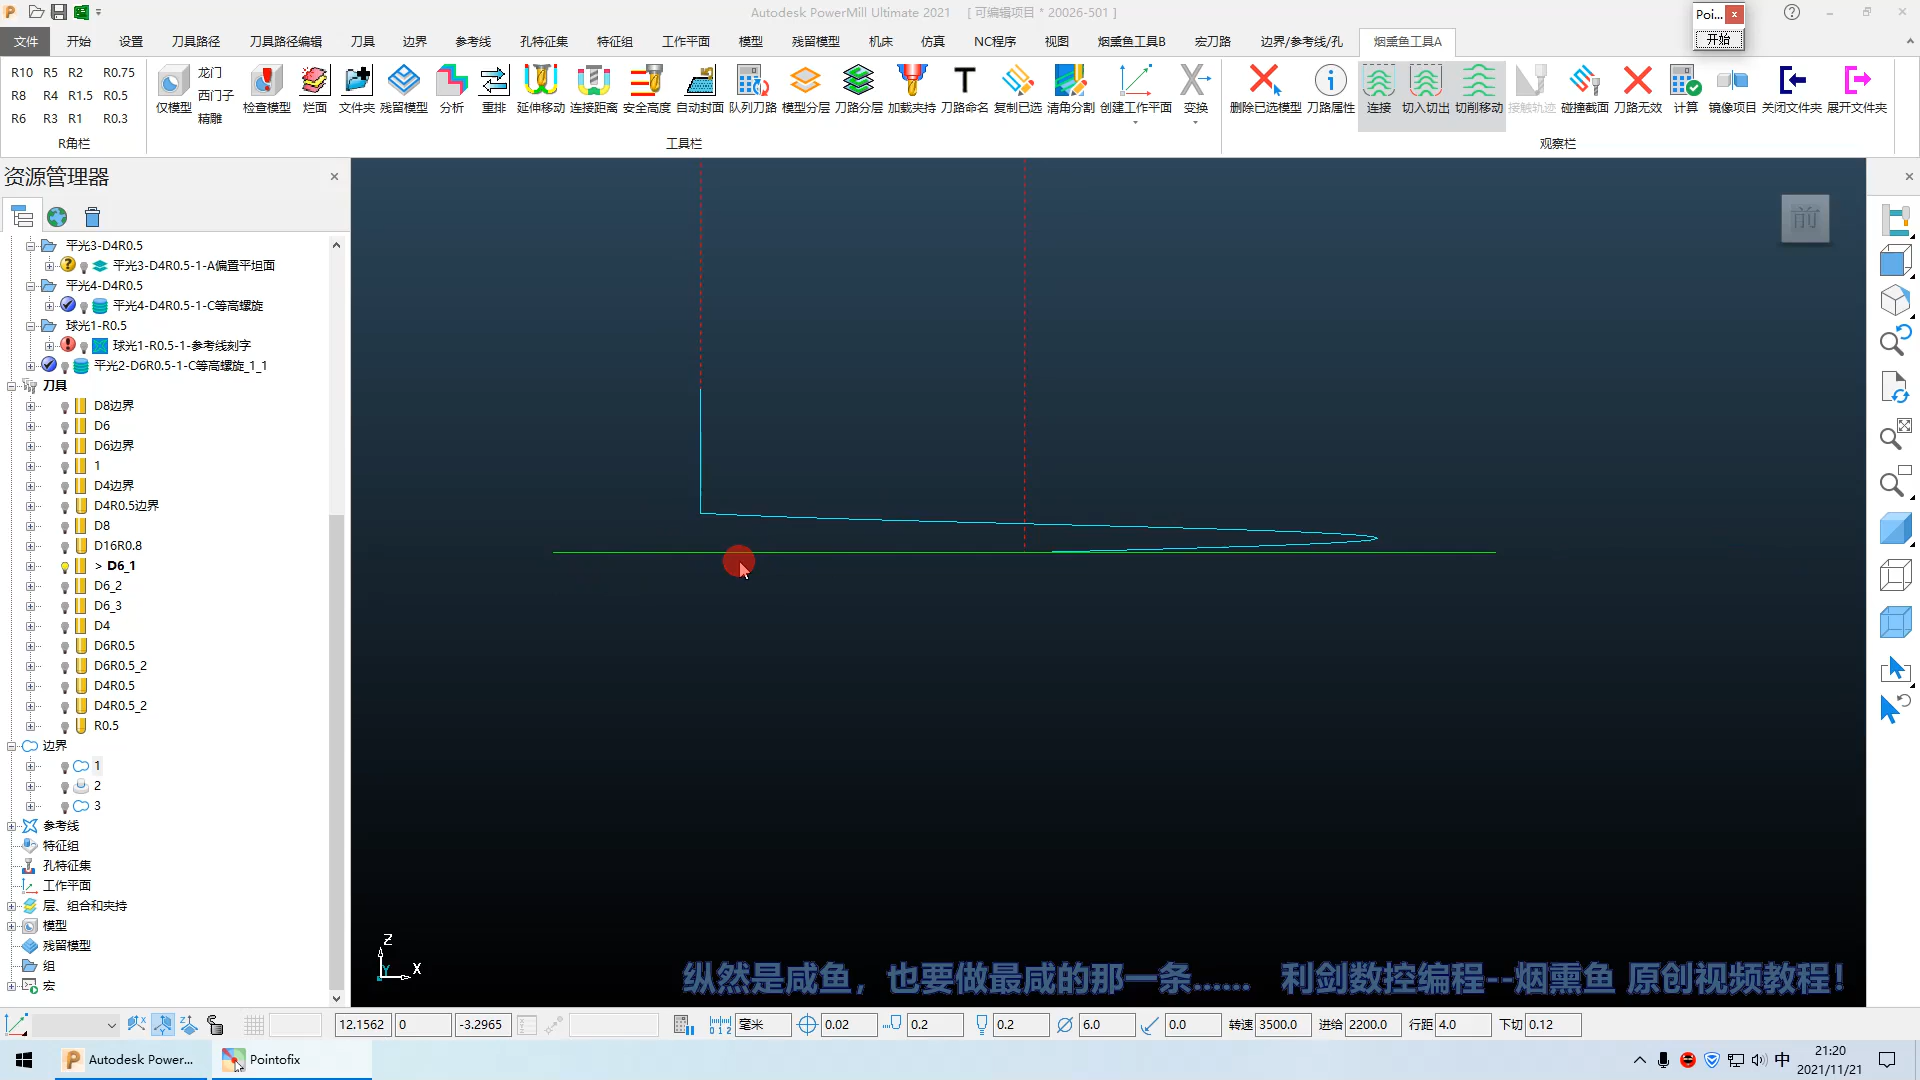 Autodesk PowerMill Ultimate 2021 [ 可编辑项目 * 20026-501 ]
Poi...
开始
文件 开始 设置 刀具路径 刀具路径编辑 刀具 边界 参考线 孔特征集 特征组 工作平面 模型 残留模型 机床 仿真 NC程序 视图 烟熏鱼工具B 宏刀路 边界/参考线/孔 烟熏鱼工具A
R10 R5 R2 R0.75
R8 R4 R1.5 R0.5
R6 R3 R1 R0.3
R角栏
仅模型
龙门
西门子
精雕
检查模型 烂面 文件夹 残留模型 分析 重排 延伸移动 连接距离 安全高度 自动封面 队列刀路 模型分层 刀路分层 加载夹持 刀路命名 复制已选 清角分割 创建工作平面 变换
工具栏
删除已选模型 刀路属性 连接 切入切出 切削移动 接触轨迹 碰撞截面 刀路无效 计算 镜像项目 关闭文件夹 展开文件夹
观察栏
资源管理器
平光3-D4R0.5
平光3-D4R0.5-1-A偏置平坦面
平光4-D4R0.5
平光4-D4R0.5-1-C等高螺旋
球光1-R0.5
球光1-R0.5-1-参考线刻字
平光2-D6R0.5-1-C等高螺旋_1_1
刀具
D8边界
D6
D6边界
1
D4边界
D4R0.5边界
D8
D16R0.8
> D6_1
D6_2
D6_3
D4
D6R0.5
D6R0.5_2
D4R0.5
D4R0.5_2
R0.5
边界
1
2
3
参考线
特征组
孔特征集
工作平面
层、组合和夹持
模型
残留模型
组
宏
前
Z
Y
X
纵然是咸鱼，也要做最咸的那一条...... 利剑数控编程--烟熏鱼 原创视频教程！
12.1562 0 -3.2965 毫米 0.02 0.2 0.2 6.0 0.0 转速 3500.0 进给 2200.0 行距 4.0 下切 0.12
Autodesk Power... Pointofix
中
21:20
2021/11/21